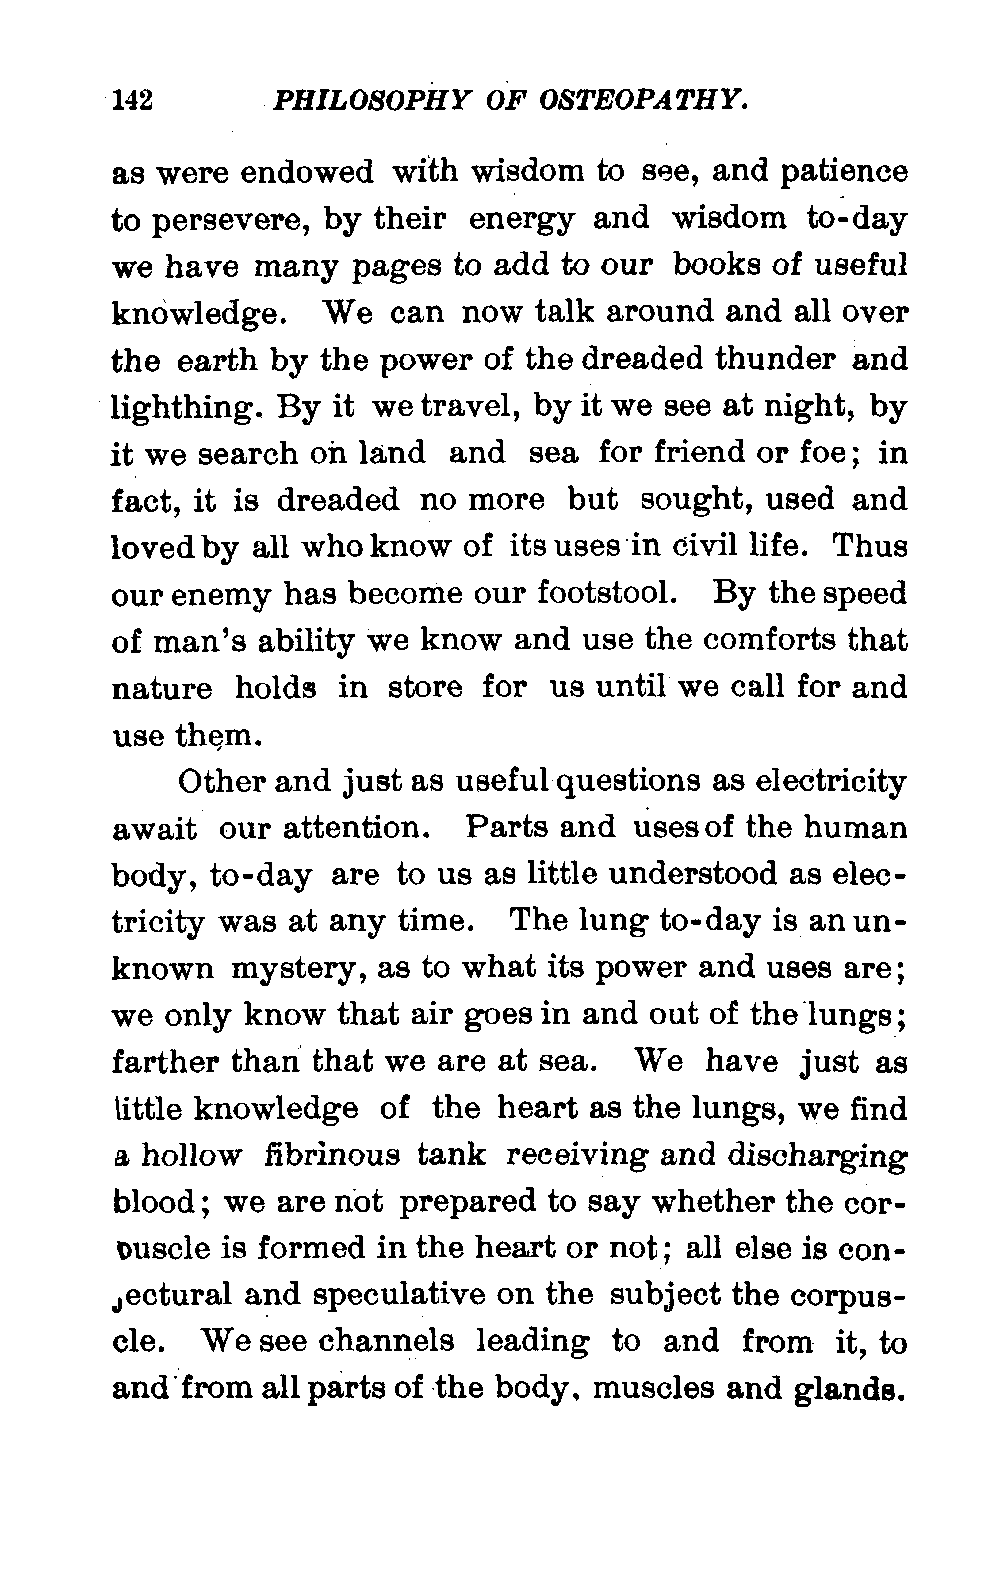 142 PHILOSOPHY OF OSTEOPATHY.
as were endowed with wisdom to see, and patience
to persevere, by their energy and wisdom to-day
we have many pages to add to our books of useful
knowledge. We can now talk around and all over
the earth by the power of the dreaded thunder and
lighthing. By it we travel, by it we see at night, by
it we search on land and sea for friend or foe; in
fact, it is dreaded no more but sought, used and
loved by all who know of its uses in civil life. Thus
our enemy has become our footstool. By the speed
of man's ability we know and use the comforts that
nature holds in store for us until we call for and
use them.
Other and just as useful questions as electricity
await our attention. Parts and uses of the human
body, to-day are to us as little understood as elec-
tricity was at any time. The lung to-day is an un-
known mystery, as to what its power and uses are;
we only know that air goes in and out of the lungs;
farther than that we are at sea. We have just as
little knowledge of the heart as the lungs, we find
a hollow fibrinous tank receiving and discharging
blood; we are not prepared to say whether the cor-
puscle is formed in the heart or not; all else is con-
jectural and speculative on the subject the corpus-
cle. We see channels leading to and from it, to
and from all parts of the body, muscles and glands.